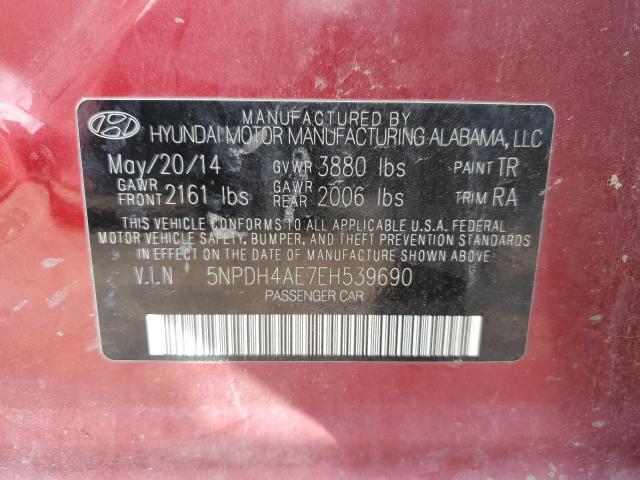 MANUFACTURED BY
HYUNDAI MOTOR MANUFACTURING ALABAMA, LLC
May/20/14 GVWR 3880 lbs PAINT TR
GAWR FRONT 2161 lbs GAWR REAR 2006 lbs TRIM RA
THIS VEHICLE CONFORMS TO ALL APPLICABLE U.S.A. FEDERAL
MOTOR VEHICLE SAFETY, BUMPER, AND THEFT PREVENTION STANDARDS
IN EFFECT ON THE DATE OF MANUFACTURE SHOWN ABOVE.
V.I.N 5NPDH4AE7EH539690
PASSENGER CAR